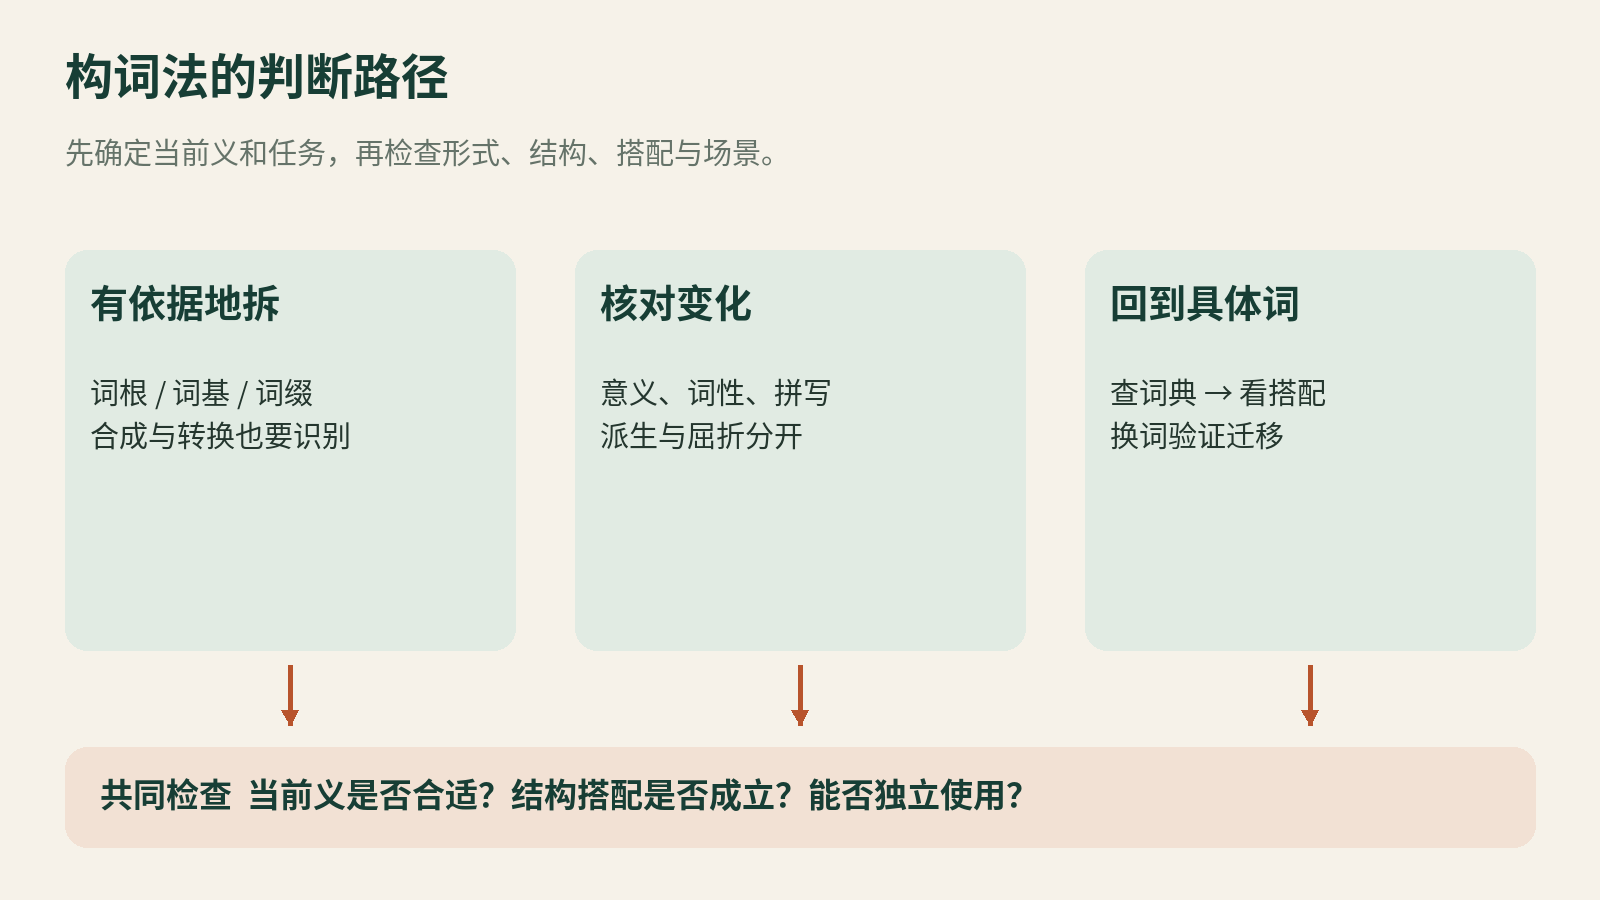 构词法的判断路径
先确定当前义和任务，再检查形式、结构、搭配与场景。
有依据地拆
词根 / 词基 / 词缀
合成与转换也要识别
核对变化
意义、词性、拼写
派生与屈折分开
回到具体词
查词典 → 看搭配
换词验证迁移
共同检查 当前义是否合适？结构搭配是否成立？能否独立使用？